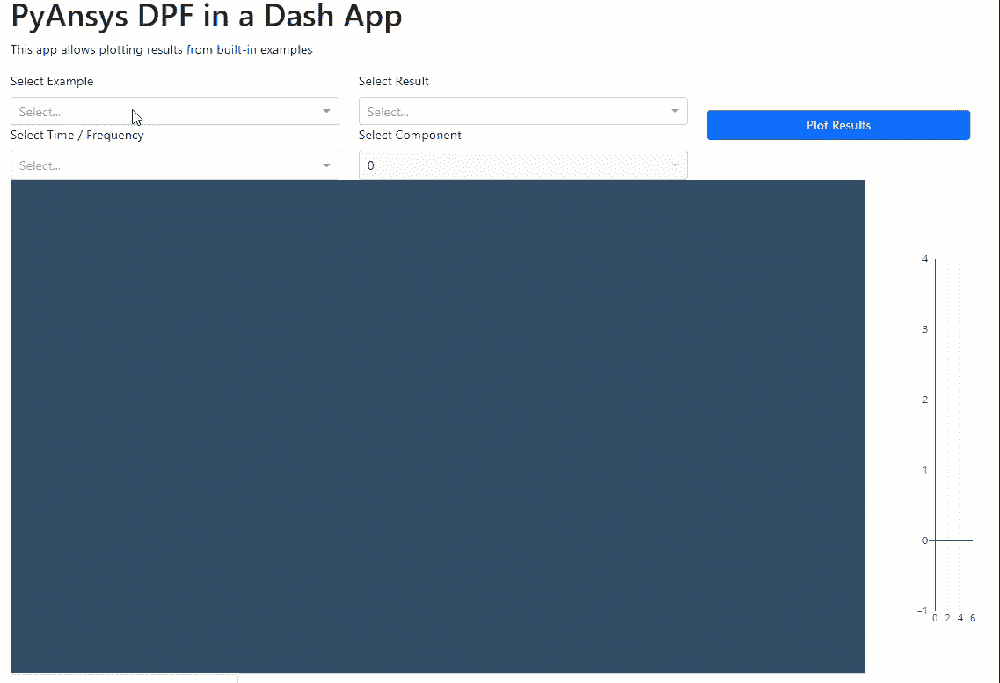 PyAnsys DPF in a Dash App
This app allows plotting results from built-in examples
Select Example
Select Result
Select...
Select...
Plot Results
Select Time / Frequency
Select Component
Select...
0
4
3
2
1
0
−1
0 2 4 6